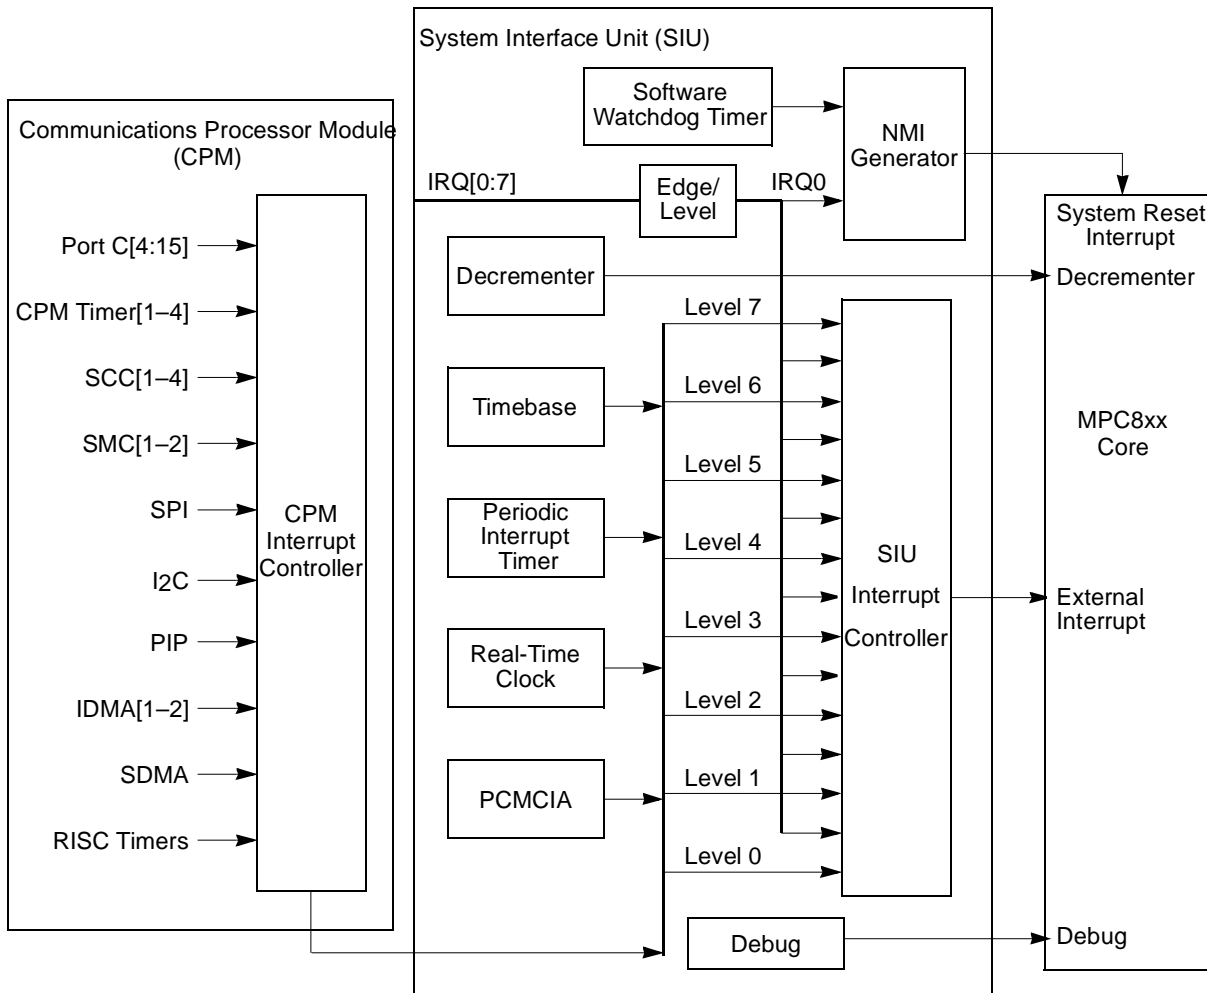 System Interface Unit (SIU)
Software
Watchdog Timer
NMI
Generator
Communications Processor Module
(CPM)
IRQ[0:7]
Edge/
Level
IRQ0
System Reset
Interrupt
Port C[4:15]
Decrementer
Decrementer
CPM Timer[1–4]
Level 7
SCC[1–4]
Timebase
Level 6
MPC8xx
Core
SMC[1–2]
Level 5
SPI
CPM
Interrupt
Controller
Periodic
Interrupt
Timer
Level 4
SIU
Interrupt
Controller
I2C
External
Interrupt
PIP
Level 3
Real-Time
Clock
IDMA[1–2]
Level 2
SDMA
PCMCIA
Level 1
RISC Timers
Level 0
Debug
Debug